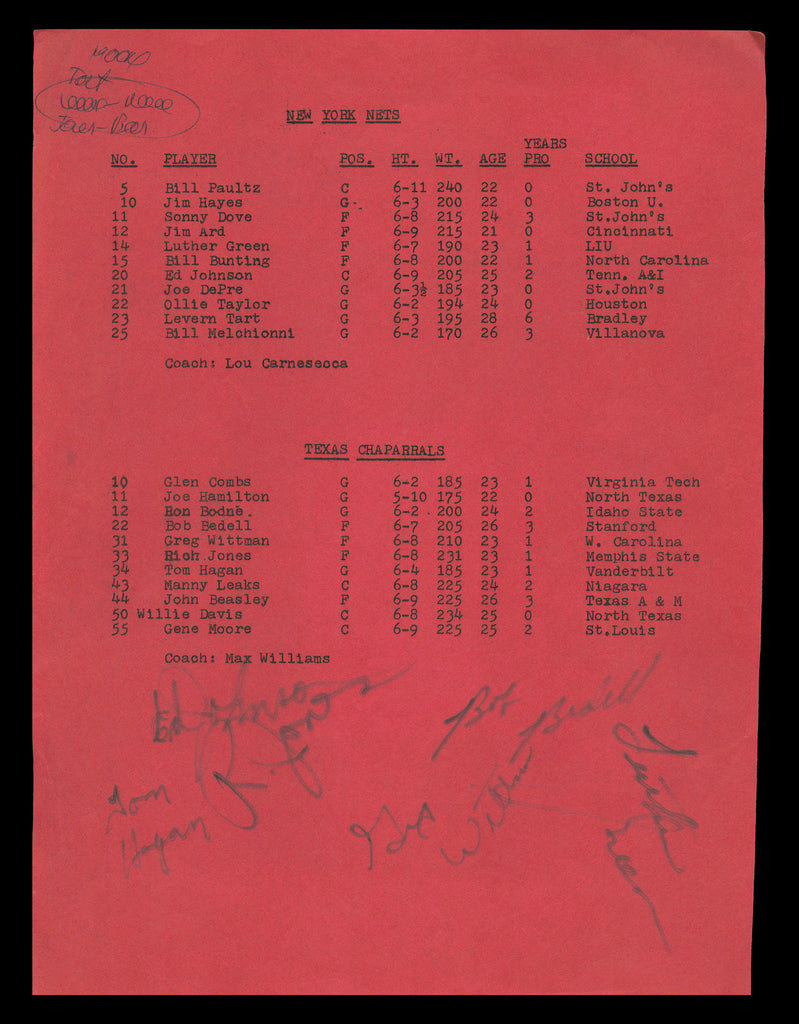 NEW YORK NETS
YEARS
NO. PLAYER POS. HT. WT. AGE PRO SCHOOL
5 Bill Paultz C 6-11 240 22 0 St. John's
10 Jim Hayes G 6-3 200 22 0 Boston U.
11 Sonny Dove F 6-8 215 24 3 St.John's
12 Jim Ard F 6-9 215 21 0 Cincinnati
14 Luther Green F 6-7 190 23 1 LIU
15 Bill Bunting F 6-8 200 22 1 North Carolina
20 Ed Johnson C 6-9 205 25 2 Tenn. A&I
21 Joe DePre G 6-3½ 185 23 0 St.John's
22 Ollie Taylor G 6-2 194 24 0 Houston
23 Levern Tart G 6-3 195 28 6 Bradley
25 Bill Melchionni G 6-2 170 26 3 Villanova
Coach: Lou Carnesecca
TEXAS CHAPARRALS
10 Glen Combs G 6-2 185 23 1 Virginia Tech
11 Joe Hamilton G 5-10 175 22 0 North Texas
12 Ron Bodne. G 6-2 200 24 2 Idaho State
22 Bob Bedell F 6-7 205 26 3 Stanford
31 Greg Wittman F 6-8 210 23 1 W. Carolina
33 Rich Jones F 6-8 231 23 1 Memphis State
34 Tom Hagan G 6-4 185 23 1 Vanderbilt
43 Manny Leaks C 6-8 225 24 2 Niagara
44 John Beasley F 6-9 225 26 3 Texas A & M
50 Willie Davis C 6-8 234 25 0 North Texas
55 Gene Moore C 6-9 225 25 2 St.Louis
Coach: Max Williams
Ed Johnson
Bob Bedell
Tom
Hagan